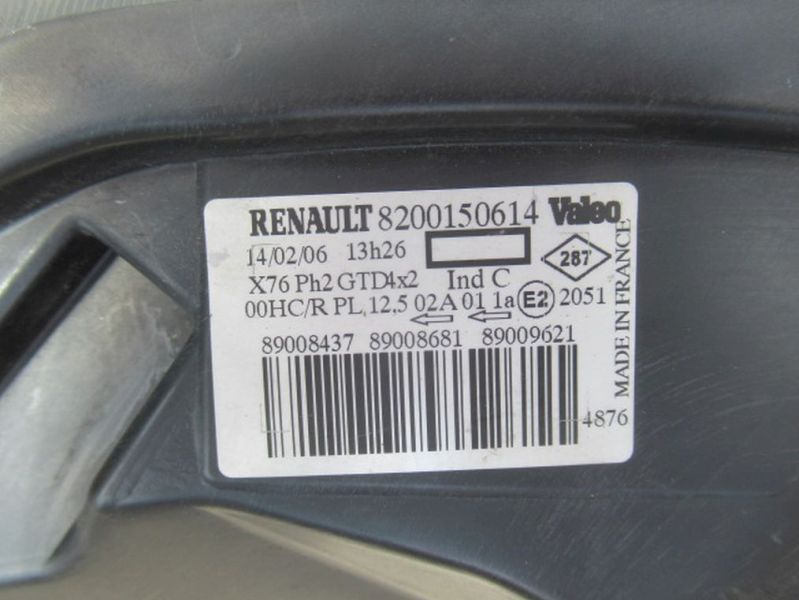 RENAULT 8200150614 Valeo
14/02/06 13h26
287
X76 Ph2 GTD4x2 Ind C
00HC/R PL 12,5 02A 01 1a E2 2051
89008437 89008681 89009621
4876
MADE IN FRANCE